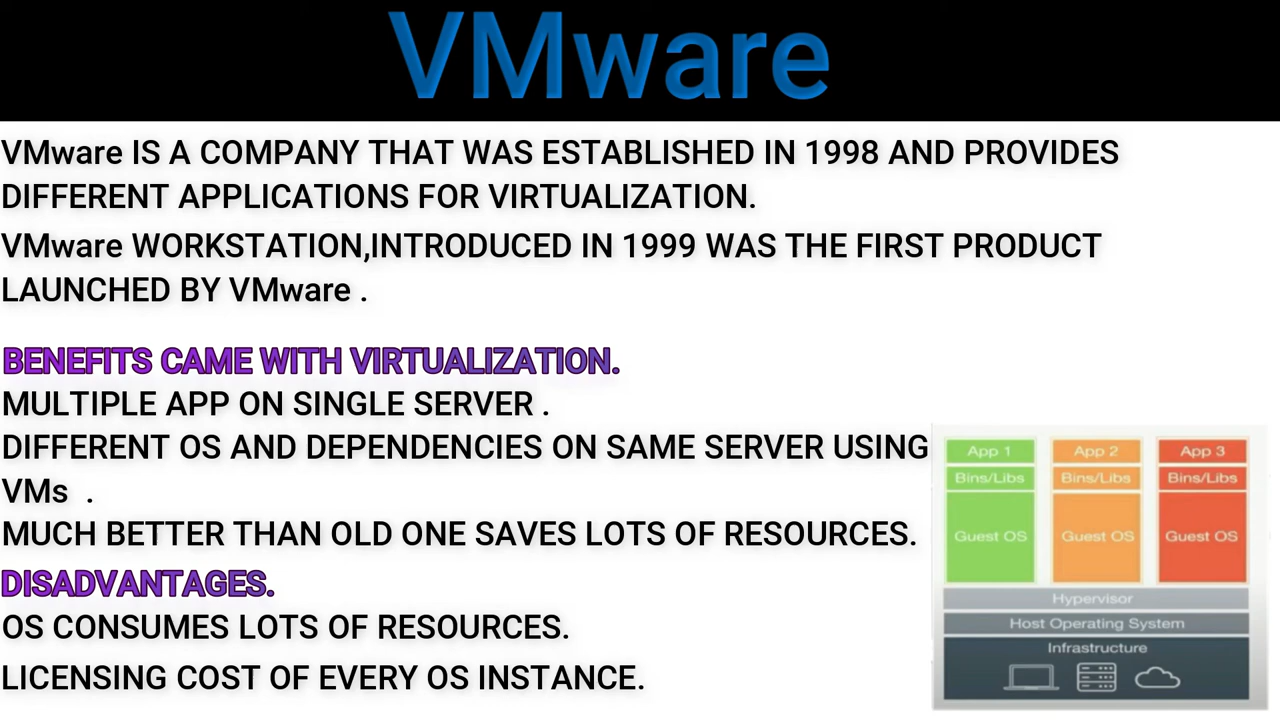 VMware
VMware IS A COMPANY THAT WAS ESTABLISHED IN 1998 AND PROVIDES
DIFFERENT APPLICATIONS FOR VIRTUALIZATION.
VMware WORKSTATION,INTRODUCED IN 1999 WAS THE FIRST PRODUCT
LAUNCHED BY VMware .
BENEFITS CAME WITH VIRTUALIZATION.
MULTIPLE APP ON SINGLE SERVER .
DIFFERENT OS AND DEPENDENCIES ON SAME SERVER USING
VMs .
MUCH BETTER THAN OLD ONE SAVES LOTS OF RESOURCES.
DISADVANTAGES.
OS CONSUMES LOTS OF RESOURCES.
LICENSING COST OF EVERY OS INSTANCE.
App 1 App 2 App 3
Bins/Libs Bins/Libs Bins/Libs
Guest OS Guest OS Guest OS
Hypervisor
Host Operating System
Infrastructure